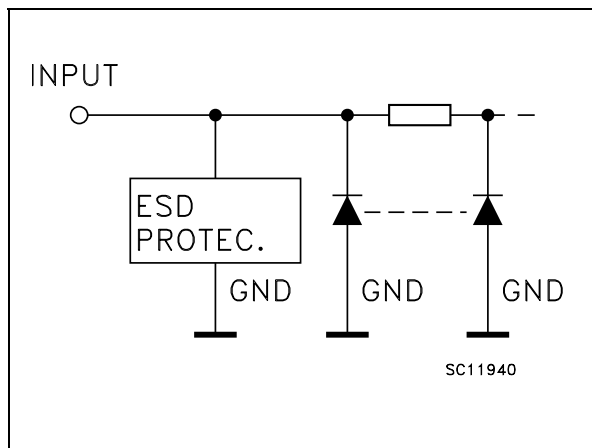 INPUT
ESD
PROTEC.
GND
GND
GND
SC11940